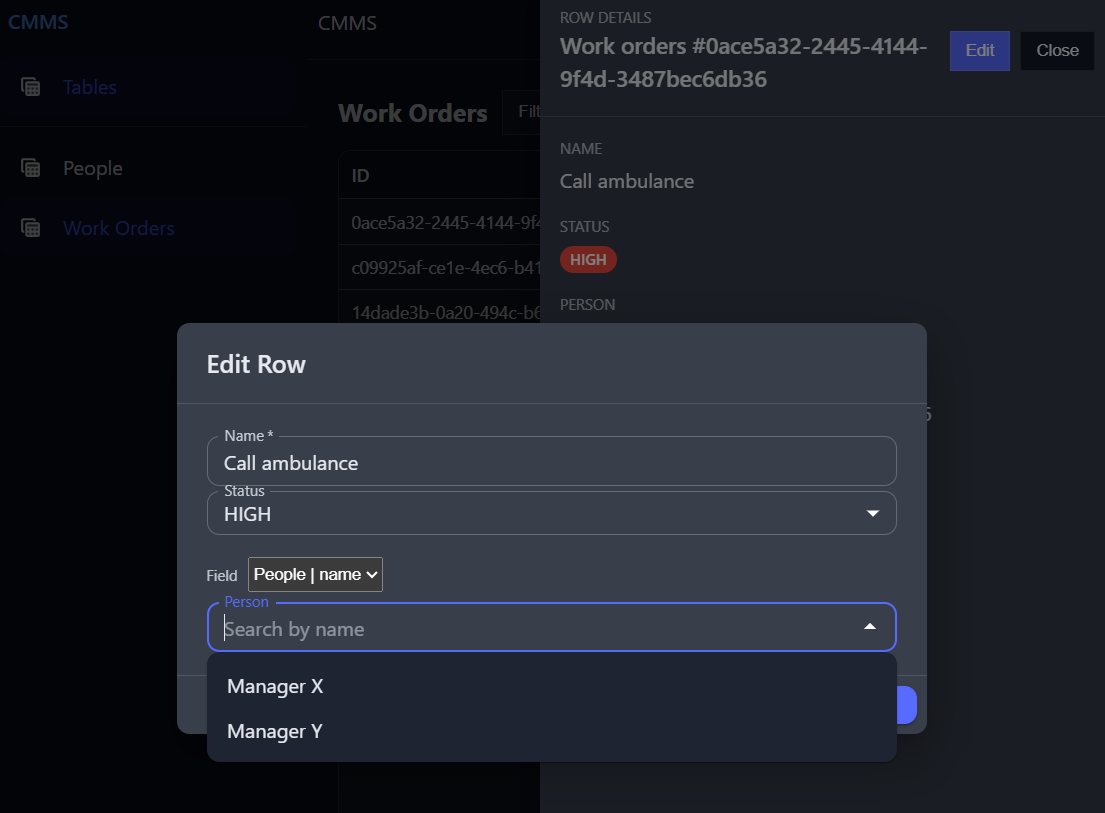 CMMS
Tables
People
Work Orders
CMMS
Work Orders
Filt
ID
0ace5a32-2445-4144-9f4
c09925af-ce1e-4ec6-b41
14dade3b-0a20-494c-b6
ROW DETAILS
Work orders #0ace5a32-2445-4144-
9f4d-3487bec6db36
Edit
Close
NAME
Call ambulance
STATUS
HIGH
PERSON
Edit Row
Name *
Call ambulance
Status
HIGH
Field
People | name
Person
Search by name
Manager X
Manager Y